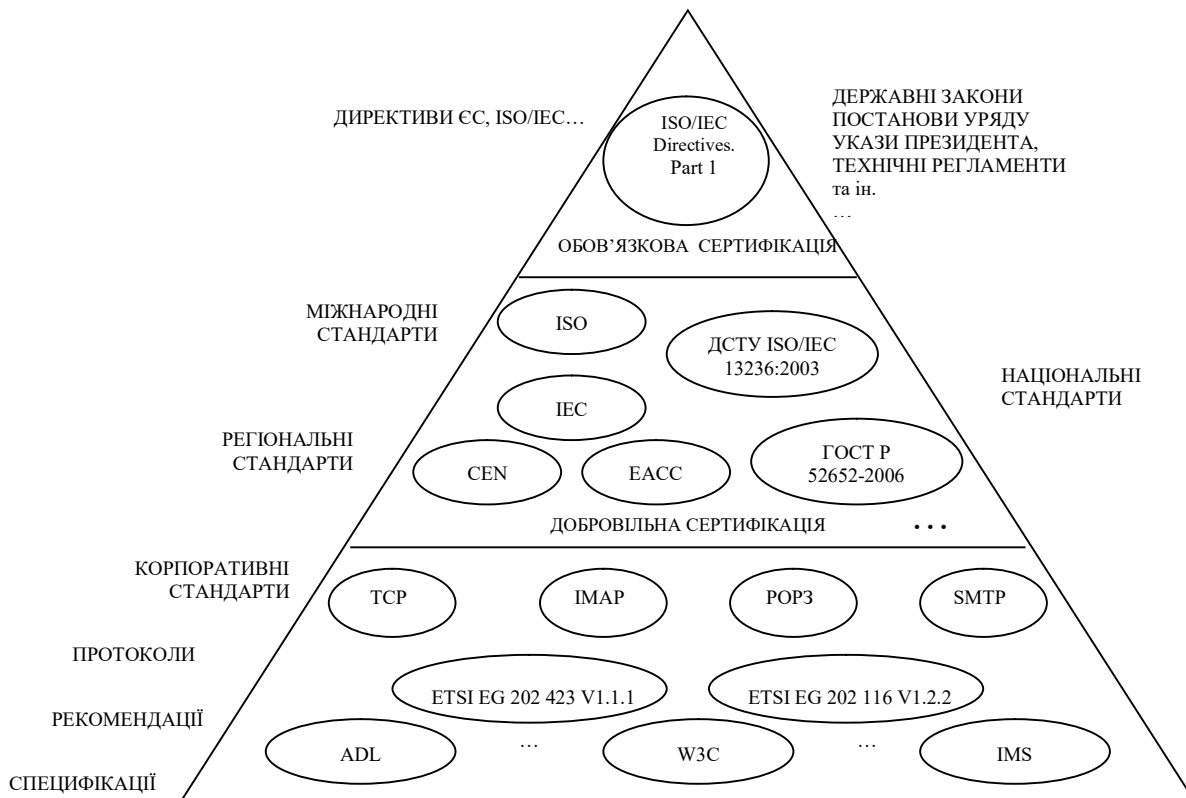 ДИРЕКТИВИ ЄС, ISO/IEC…
ISO/IEC
Directives.
Part 1
ДЕРЖАВНІ ЗАКОНИ
ПОСТАНОВИ УРЯДУ
УКАЗИ ПРЕЗИДЕНТА,
ТЕХНІЧНІ РЕГЛАМЕНТИ
та ін.
…
ОБОВ’ЯЗКОВА СЕРТИФІКАЦІЯ
МІЖНАРОДНІ
СТАНДАРТИ
ISO
ДСТУ ISO/IEC
13236:2003
НАЦІОНАЛЬНІ
СТАНДАРТИ
IEC
РЕГІОНАЛЬНІ
СТАНДАРТИ
CEN
ЕАСС
ГОСТ Р
52652-2006
ДОБРОВІЛЬНА СЕРТИФІКАЦІЯ
...
КОРПОРАТИВНІ
СТАНДАРТИ
TCP
IMAP
POP3
SMTP
ПРОТОКОЛИ
ETSI EG 202 423 V1.1.1
ETSI EG 202 116 V1.2.2
РЕКОМЕНДАЦІЇ
ADL
…
W3C
…
IMS
СПЕЦИФІКАЦІЇ